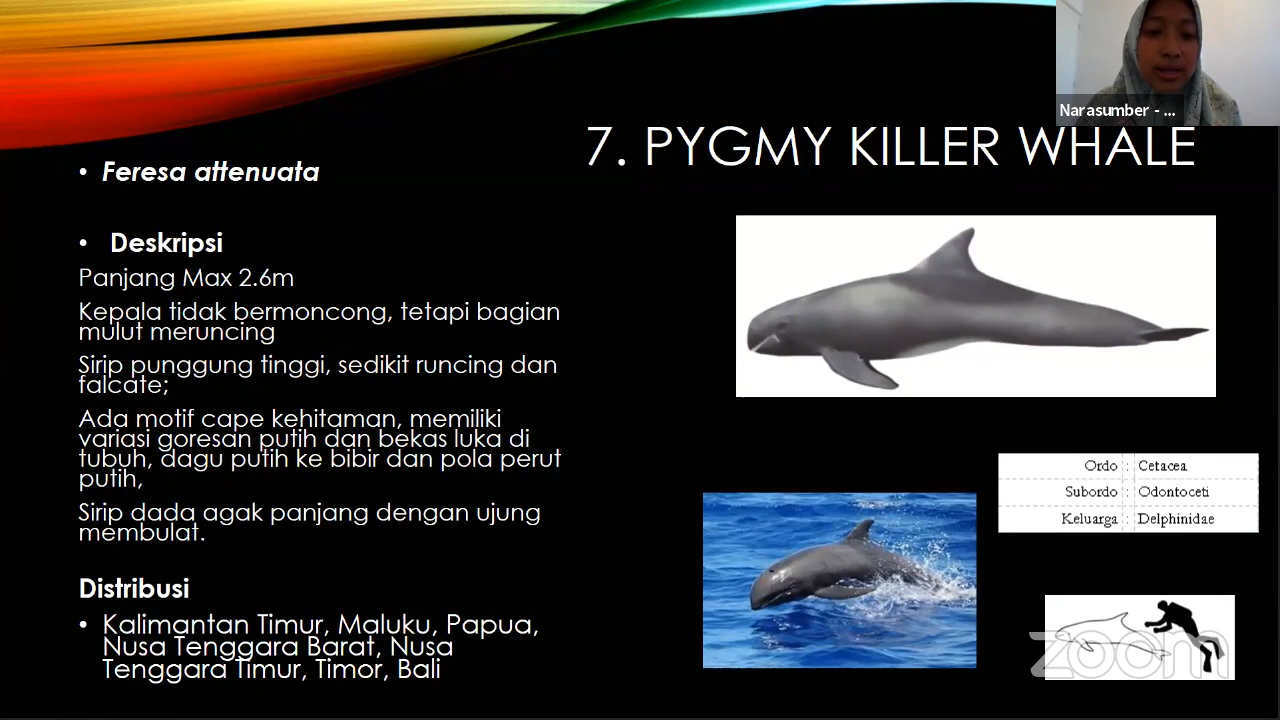 Narasumber - ...
7. PYGMY KILLER WHALE
• Feresa attenuata
• Deskripsi
Panjang Max 2.6m
Kepala tidak bermoncong, tetapi bagian
mulut meruncing
Sirip punggung tinggi, sedikit runcing dan
falcate;
Ada motif cape kehitaman, memiliki
variasi goresan putih dan bekas luka di
tubuh, dagu putih ke bibir dan pola perut
putih,
Sirip dada agak panjang dengan ujung
membulat.
Distribusi
• Kalimantan Timur, Maluku, Papua,
Nusa Tenggara Barat, Nusa
Tenggara Timur, Timor, Bali
Ordo : Cetacea
Subordo : Odontoceti
Keluarga : Delphinidae
zoom